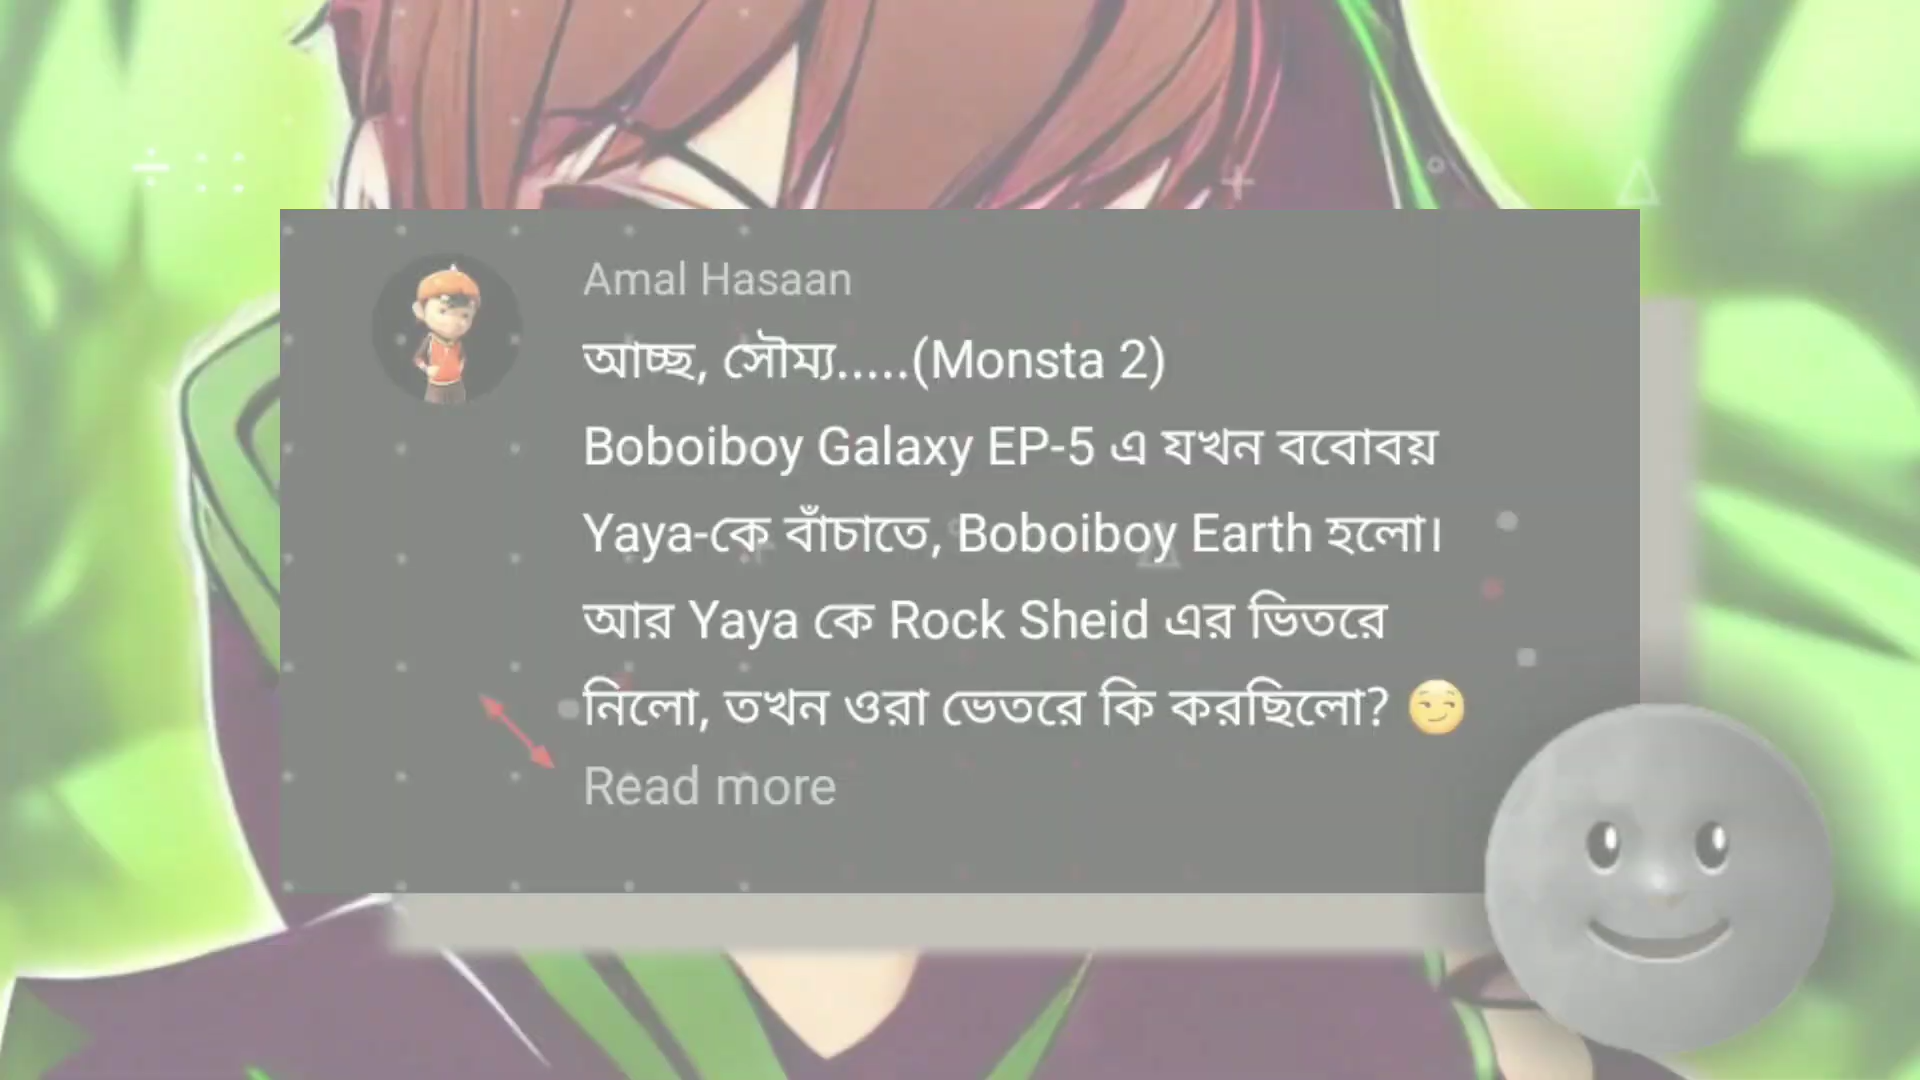 Amal Hasaan
আচ্ছ, সৌম্য.....(Monsta 2)
Boboiboy Galaxy EP-5 এ যখন ববোবয়
Yaya-কে বাঁচাতে, Boboiboy Earth হলো।
আর Yaya কে Rock Sheid এর ভিতরে
নিলো, তখন ওরা ভেতরে কি করছিলো? 😏
Read more